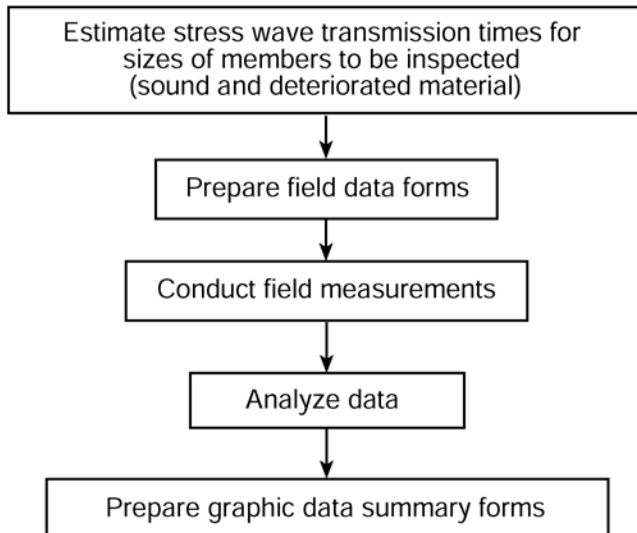 Estimate stress wave transmission times for
sizes of members to be inspected
(sound and deteriorated material)
Prepare field data forms
Conduct field measurements
Analyze data
Prepare graphic data summary forms